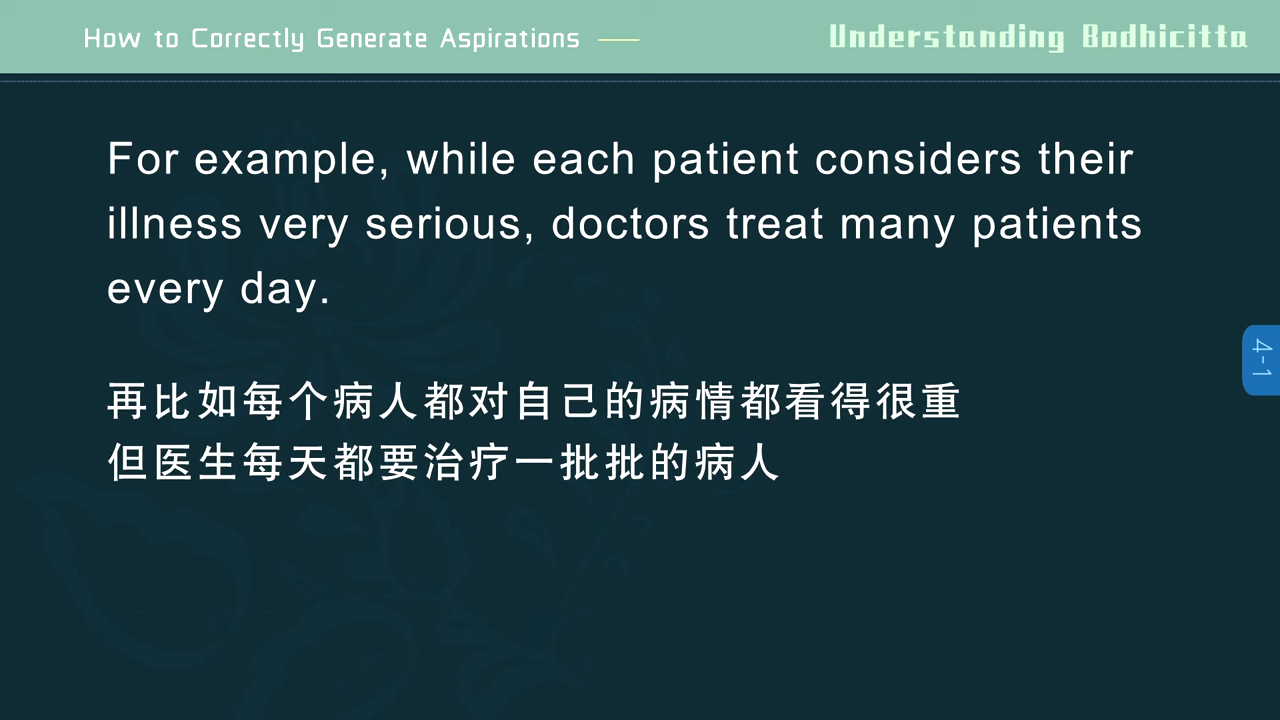 How to Correctly Generate Aspirations
Understanding Bodhicitta
For example, while each patient considers their
illness very serious, doctors treat many patients
every day.
再比如每个病人都对自己的病情都看得很重
但医生每天都要治疗一批批的病人
4-1